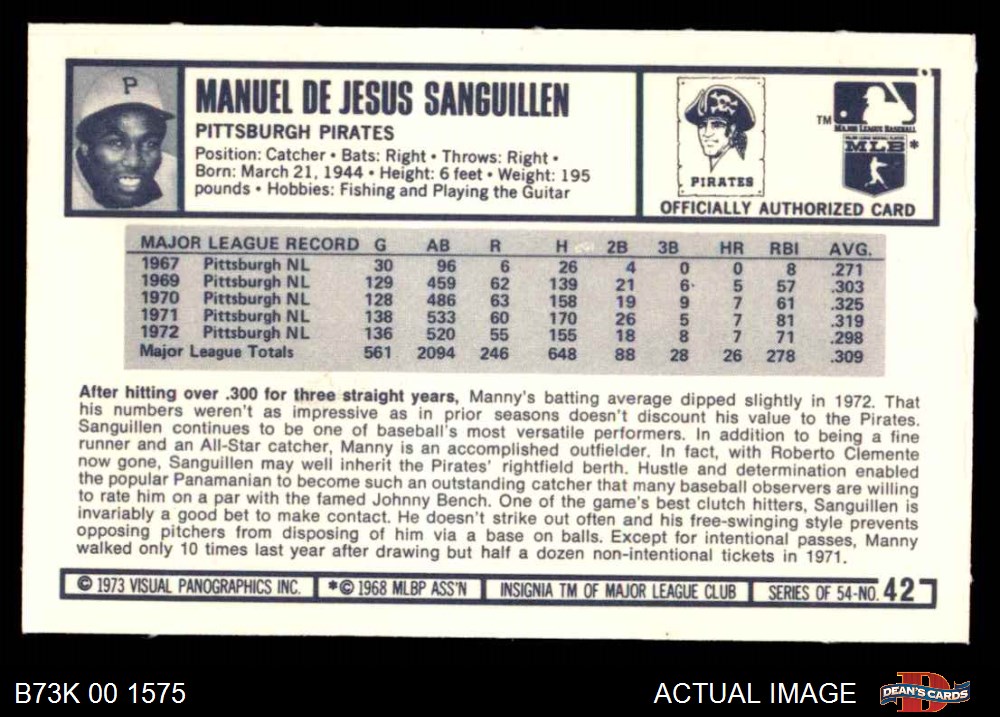 P
MANUEL DE JESUS SANGUILLEN
PITTSBURGH PIRATES
Position: Catcher • Bats: Right • Throws: Right •
Born: March 21, 1944 • Height: 6 feet • Weight: 195
pounds • Hobbies: Fishing and Playing the Guitar
PIRATES
TM
MAJOR LEAGUE BASEBALL
MLB *
OFFICIALLY AUTHORIZED CARD
MAJOR LEAGUE RECORD G AB R H 2B 3B HR RBI AVG.
1967 Pittsburgh NL 30 96 6 26 4 0 0 8 .271
1969 Pittsburgh NL 129 459 62 139 21 6 5 57 .303
1970 Pittsburgh NL 128 486 63 158 19 9 7 61 .325
1971 Pittsburgh NL 138 533 60 170 26 5 7 81 .319
1972 Pittsburgh NL 136 520 55 155 18 8 7 71 .298
Major League Totals 561 2094 246 648 88 28 26 278 .309
After hitting over .300 for three straight years, Manny's batting average dipped slightly in 1972. That
his numbers weren't as impressive as in prior seasons doesn't discount his value to the Pirates.
Sanguillen continues to be one of baseball's most versatile performers. In addition to being a fine
runner and an All-Star catcher, Manny is an accomplished outfielder. In fact, with Roberto Clemente
now gone, Sanguillen may well inherit the Pirates' rightfield berth. Hustle and determination enabled
the popular Panamanian to become such an outstanding catcher that many baseball observers are willing
to rate him on a par with the famed Johnny Bench. One of the game's best clutch hitters, Sanguillen is
invariably a good bet to make contact. He doesn't strike out often and his free-swinging style prevents
opposing pitchers from disposing of him via a base on balls. Except for intentional passes, Manny
walked only 10 times last year after drawing but half a dozen non-intentional tickets in 1971.
© 1973 VISUAL PANOGRAPHICS INC. *© 1968 MLBP ASS'N INSIGNIA TM OF MAJOR LEAGUE CLUB SERIES OF 54-NO. 42
B73K 00 1575 ACTUAL IMAGE DEAN'S CARDS